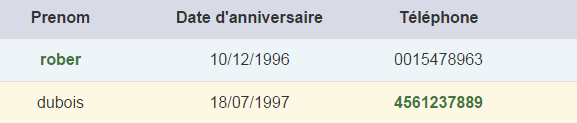 Prenom Date d'anniversaire Téléphone
rober 10/12/1996 0015478963
dubois 18/07/1997 4561237889